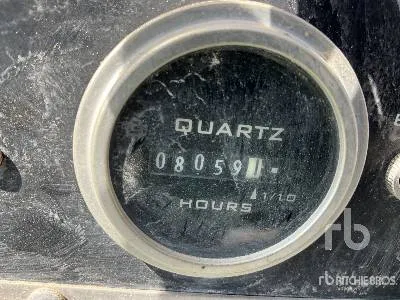 QUARTZ
08059
1/10
HOURS
rb
RITCHIE BROS.